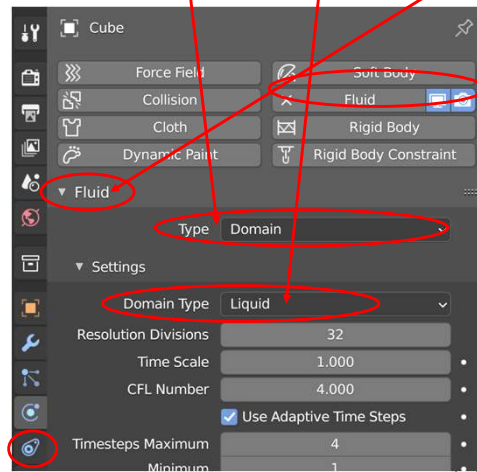 Cube
Force Field Soft Body
Collision Fluid
Cloth Rigid Body
Dynamic Paint Rigid Body Constraint
Fluid
Type Domain
Settings
Domain Type Liquid
Resolution Divisions 32
Time Scale 1.000
CFL Number 4.000
Use Adaptive Time Steps
Timesteps Maximum 4
Minimum 1